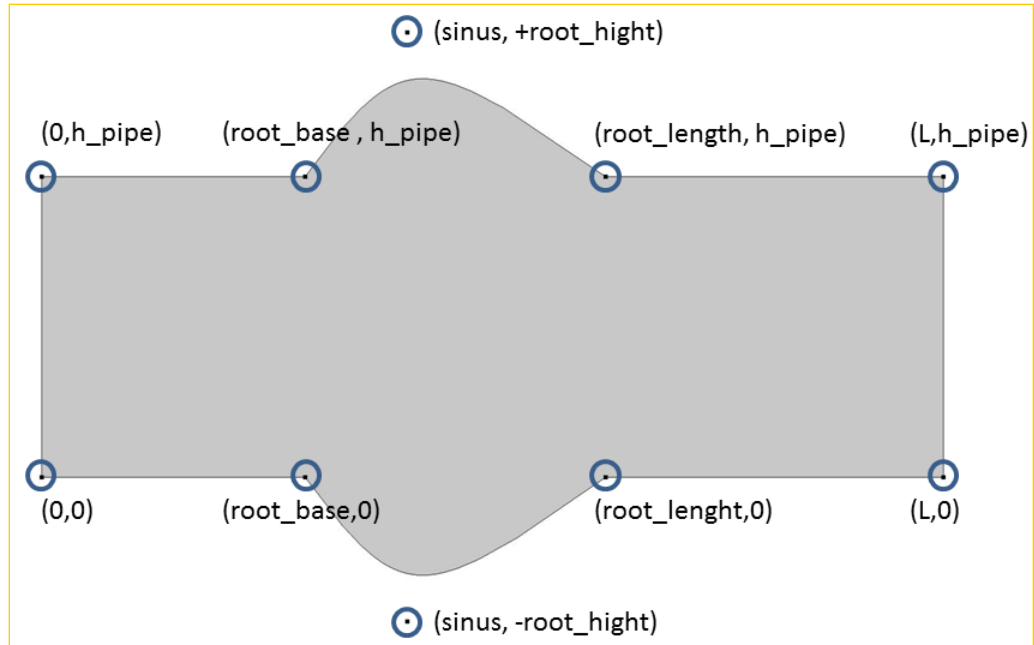 (sinus, +root_hight)
(0,h_pipe)
(root_base , h_pipe)
(root_length, h_pipe)
(L,h_pipe)
(0,0)
(root_base,0)
(root_lenght,0)
(L,0)
(sinus, -root_hight)